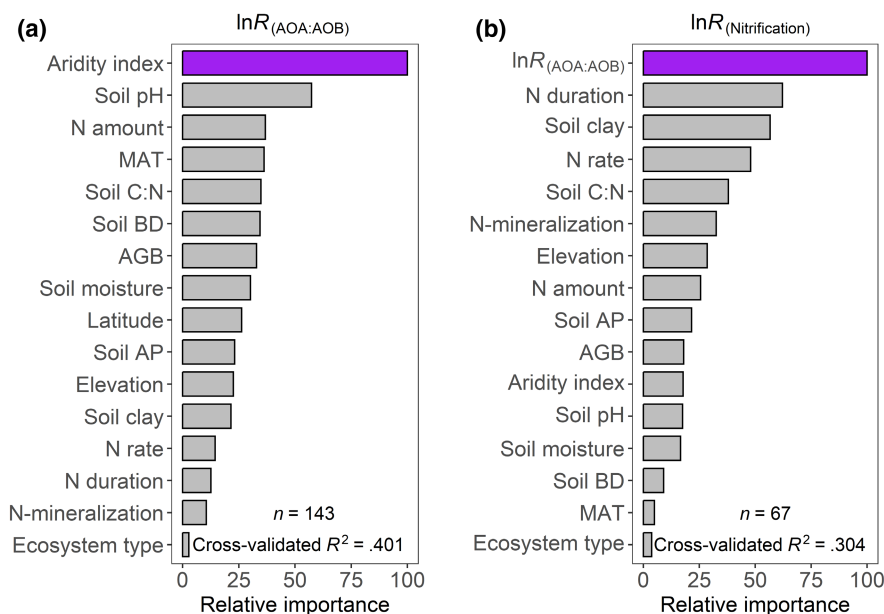 (a)
lnR(AOA:AOB)
Aridity index
Soil pH
N amount
MAT
Soil C:N
Soil BD
AGB
Soil moisture
Latitude
Soil AP
Elevation
Soil clay
N rate
N duration
N-mineralization
Ecosystem type
n = 143
Cross-validated R² = .401
0 25 50 75 100
Relative importance
(b)
lnR(Nitrification)
lnR(AOA:AOB)
N duration
Soil clay
N rate
Soil C:N
N-mineralization
Elevation
N amount
Soil AP
AGB
Aridity index
Soil pH
Soil moisture
Soil BD
MAT
Ecosystem type
n = 67
Cross-validated R² = .304
0 25 50 75 100
Relative importance